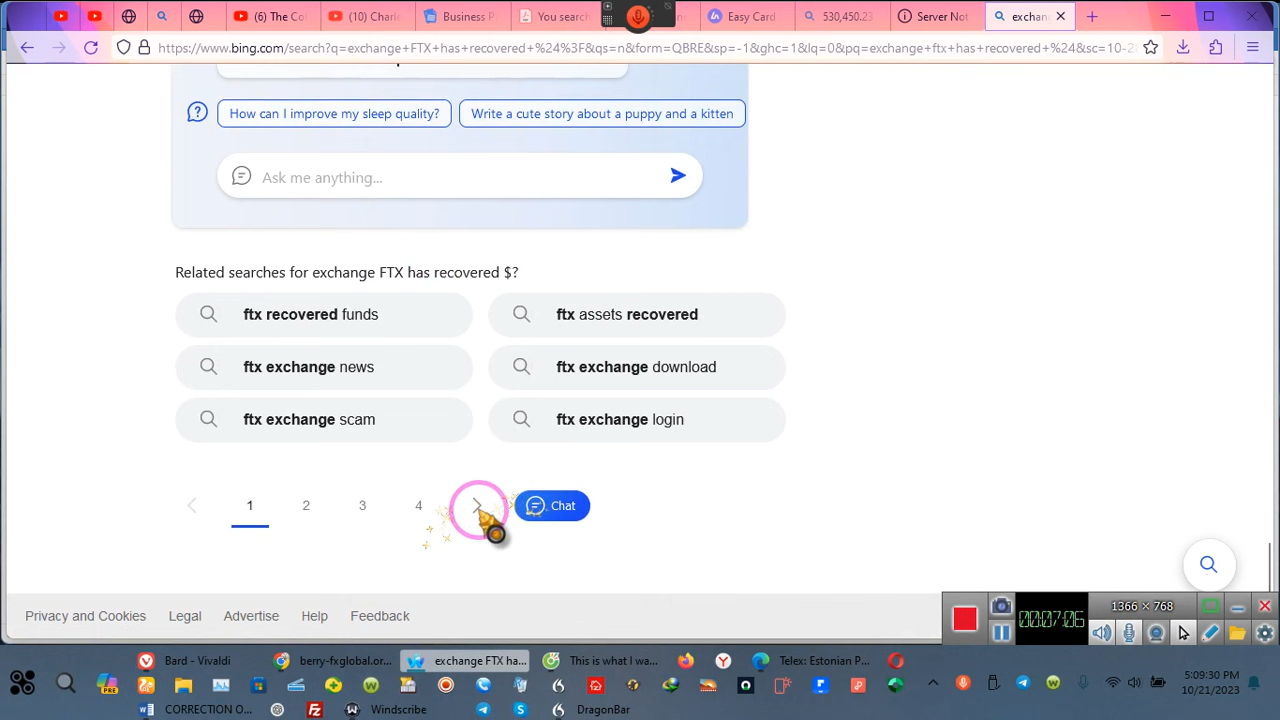 (6) The Co
(10) Charle
Business P
You search
Easy Card
530,450.23
Server Not
exchan
https://www.bing.com/search?q=exchange+FTX+has+recovered+%24%3F&qs=n&form=QBRE&sp=-1&ghc=1&lq=0&pq=exchange+ftx+has+recovered+%24&sc=10-2
How can I improve my sleep quality?
Write a cute story about a puppy and a kitten
Ask me anything...
Related searches for exchange FTX has recovered $?
ftx recovered funds
ftx assets recovered
ftx exchange news
ftx exchange download
ftx exchange scam
ftx exchange login
1 2 3 4
Chat
Privacy and Cookies Legal Advertise Help Feedback
1366 × 768
00:07:06
Bard - Vivaldi
berry-fxglobal.or...
exchange FTX ha...
This is what I wa...
Telex: Estonian P...
PRE
5:09:30 PM
10/21/2023
CORRECTION O...
Windscribe
DragonBar